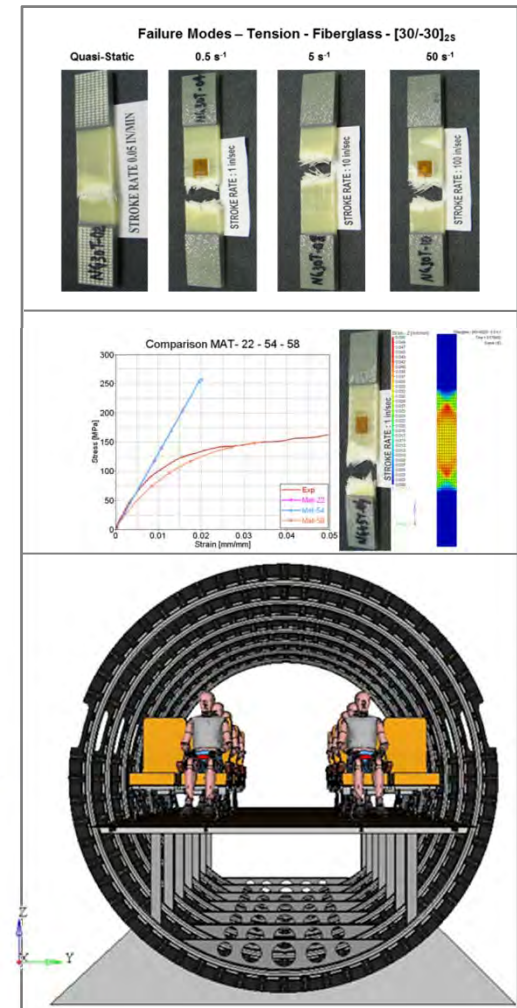 Failure Modes – Tension - Fiberglass - [30/-30]2S
Quasi-Static
0.5 s-1
5 s-1
50 s-1
STROKE RATE 0.05 IN/MIN
STROKE RATE : 1 in/sec
STROKE RATE : 10 in/sec
STROKE RATE : 100 in/sec
NG30T-10
Comparison MAT- 22 - 54 - 58
Stress [MPa]
300
250
200
150
100
50
0
0
0.01
0.02
0.03
0.04
0.05
Strain [mm/mm]
Exp
Mat-22
Mat-54
Mat-58
STROKE RATE : 1 in/sec
Z
X
Y